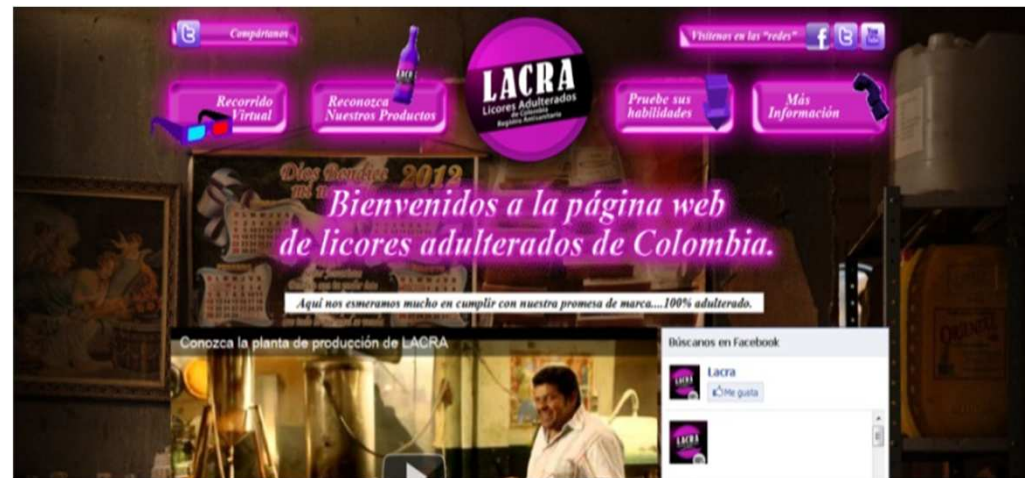 Compártanos
Visítenos en las "redes"
Recorrido
Virtual
Reconozca
Nuestros Productos
LACRA
Licores Adulterados
de Colombia
Registro Antisanitario
Pruebe sus
habilidades
Más
Información
Dios Bendice 2012
Bienvenidos a la página web
de licores adulterados de Colombia.
Aquí nos esmeramos mucho en cumplir con nuestra promesa de marca....100% adulterado.
Conozca la planta de producción de LACRA
Búscanos en Facebook
Lacra
Me gusta
LACRA